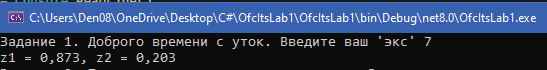 C:\Users\Den08\OneDrive\Desktop\C#\OfcItsLab1\OfcItsLab1\bin\Debug\net8.0\OfcItsLab1.exe
Задание 1. Доброго времени с уток. Введите ваш 'экс' 7
z1 = 0,873, z2 = 0,203